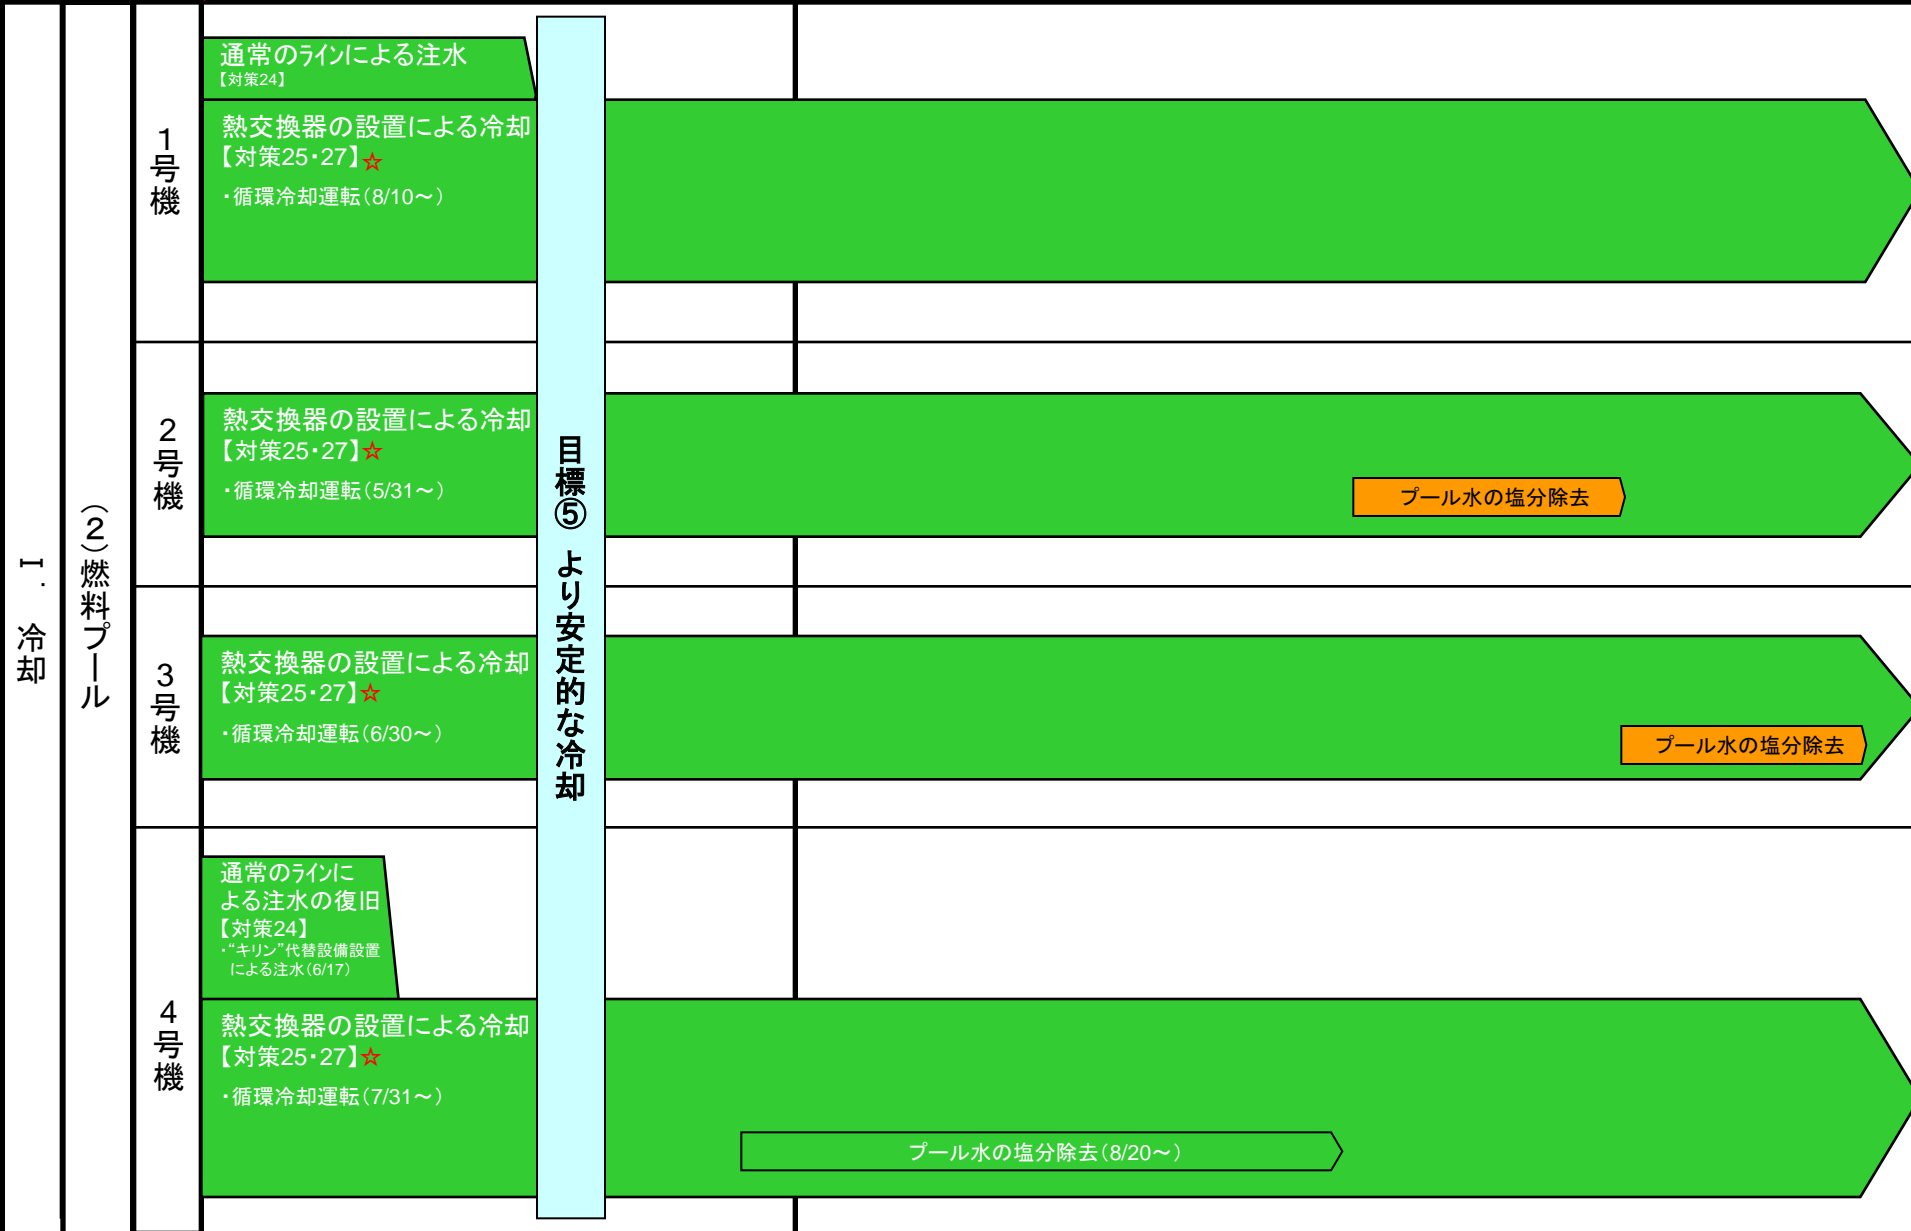 Ⅰ. 冷却
（２）燃料プール
１号機
通常のラインによる注水
【対策24】
熱交換器の設置による冷却
【対策25・27】☆
・循環冷却運転（8/10～）
２号機
熱交換器の設置による冷却
【対策25・27】☆
・循環冷却運転（5/31～）
プール水の塩分除去
目標⑤ より安定的な冷却
３号機
熱交換器の設置による冷却
【対策25・27】☆
・循環冷却運転（6/30～）
プール水の塩分除去
４号機
通常のラインに
よる注水の復旧
【対策24】
・“キリン”代替設備設置
による注水（6/17）
熱交換器の設置による冷却
【対策25・27】☆
・循環冷却運転（7/31～）
プール水の塩分除去（8/20～）